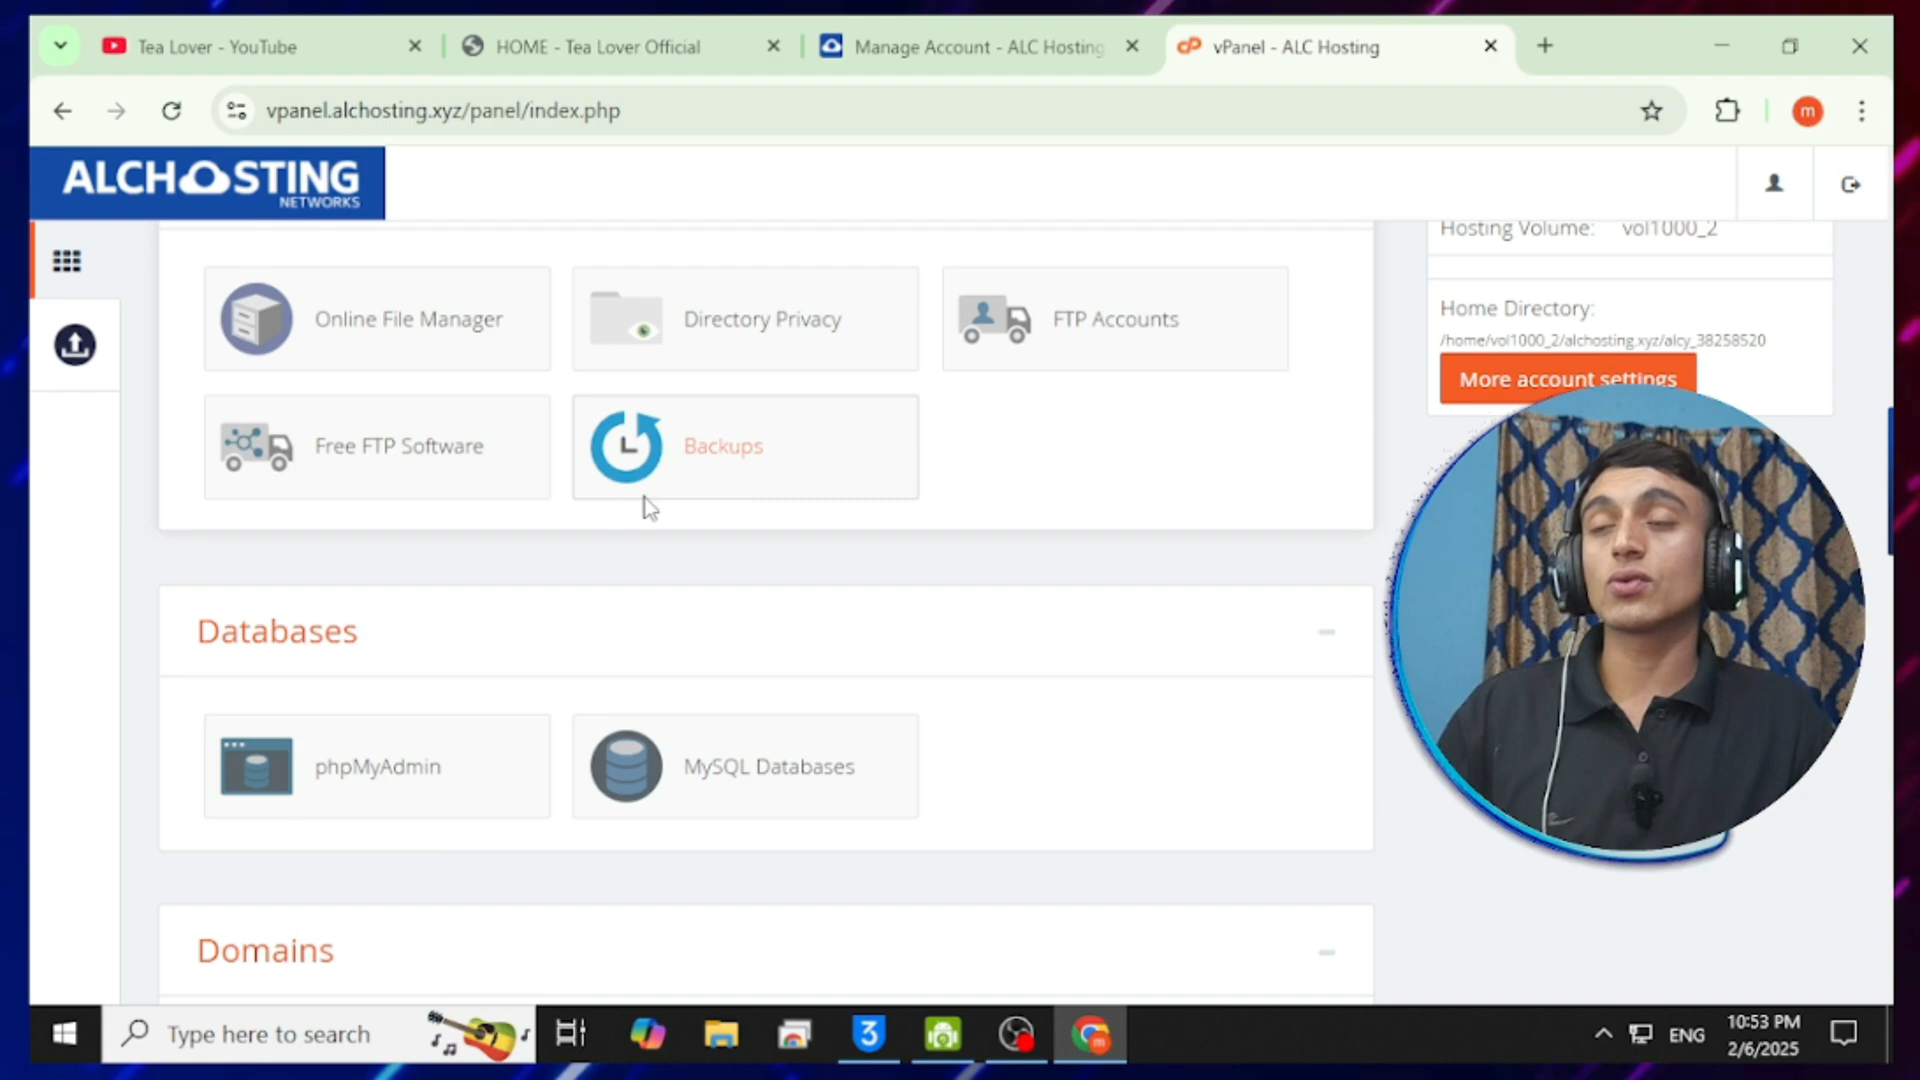 Tea Lover - YouTube
HOME - Tea Lover Official
Manage Account - ALC Hosting
vPanel - ALC Hosting
vpanel.alchosting.xyz/panel/index.php
m
ALCHOSTING
NETWORKS
Hosting Volume: vol1000_2
Online File Manager
Directory Privacy
FTP Accounts
Home Directory:
/home/vol1000_2/alchosting.xyz/alcy_38258520
More account settings
Free FTP Software
Backups
Databases
phpMyAdmin
MySQL Databases
Domains
Type here to search
ENG
10:53 PM
2/6/2025